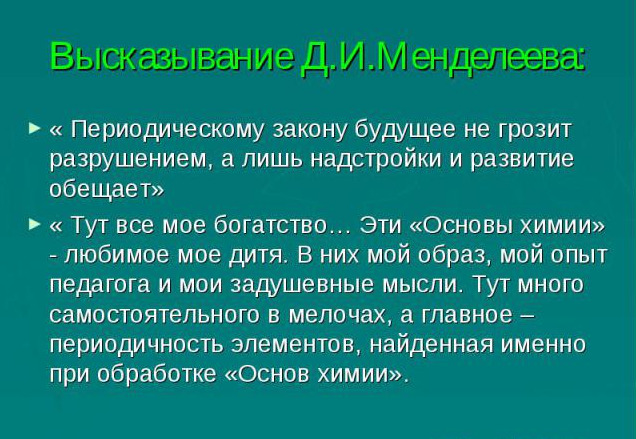 Высказывание Д.И.Менделеева:
« Периодическому закону будущее не грозит
разрушением, а лишь надстройки и развитие
обещает»
« Тут все мое богатство… Эти «Основы химии»
- любимое мое дитя. В них мой образ, мой опыт
педагога и мои задушевные мысли. Тут много
самостоятельного в мелочах, а главное –
периодичность элементов, найденная именно
при обработке «Основ химии».